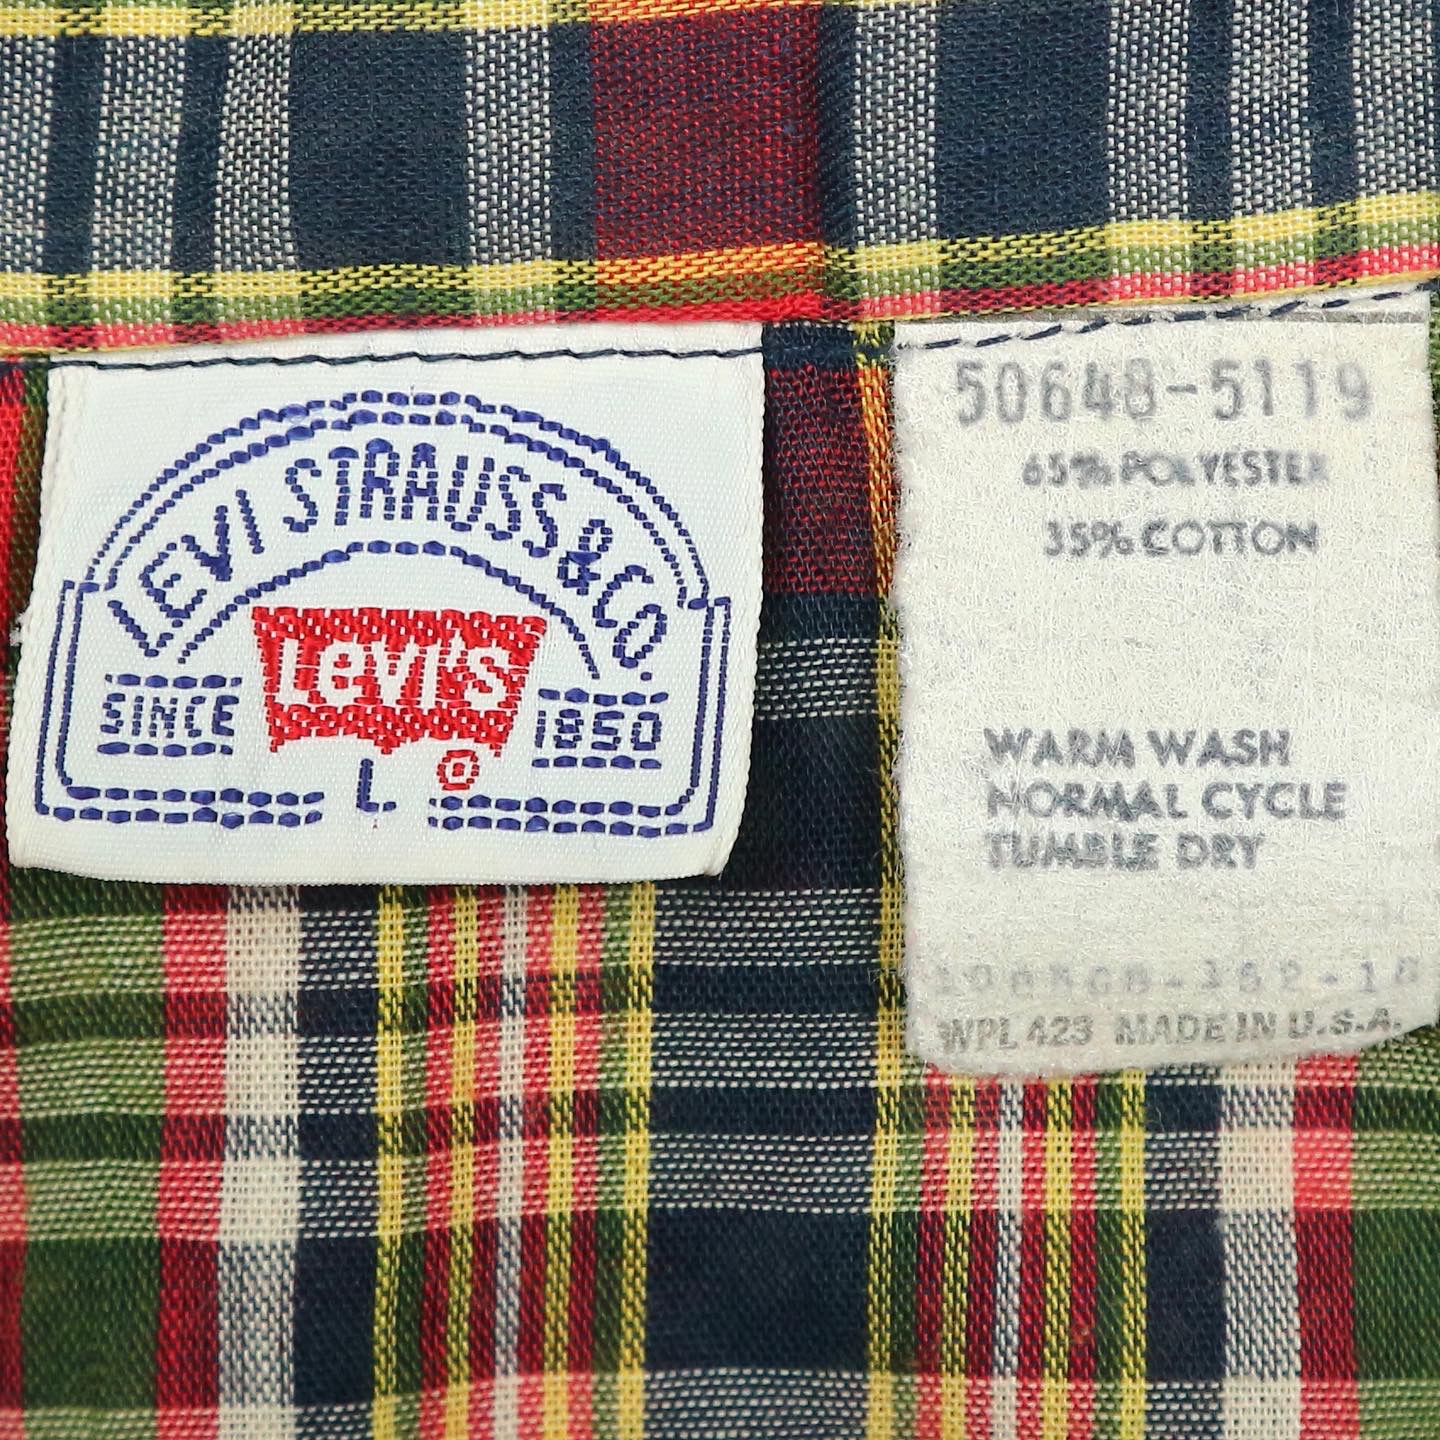 LEVI STRAUSS & CO.
Levi's
SINCE 1850
L ®
50648-5119
65% POLYESTER
35% COTTON
WARM WASH
NORMAL CYCLE
TUMBLE DRY
WPL 423 MADE IN U.S.A.